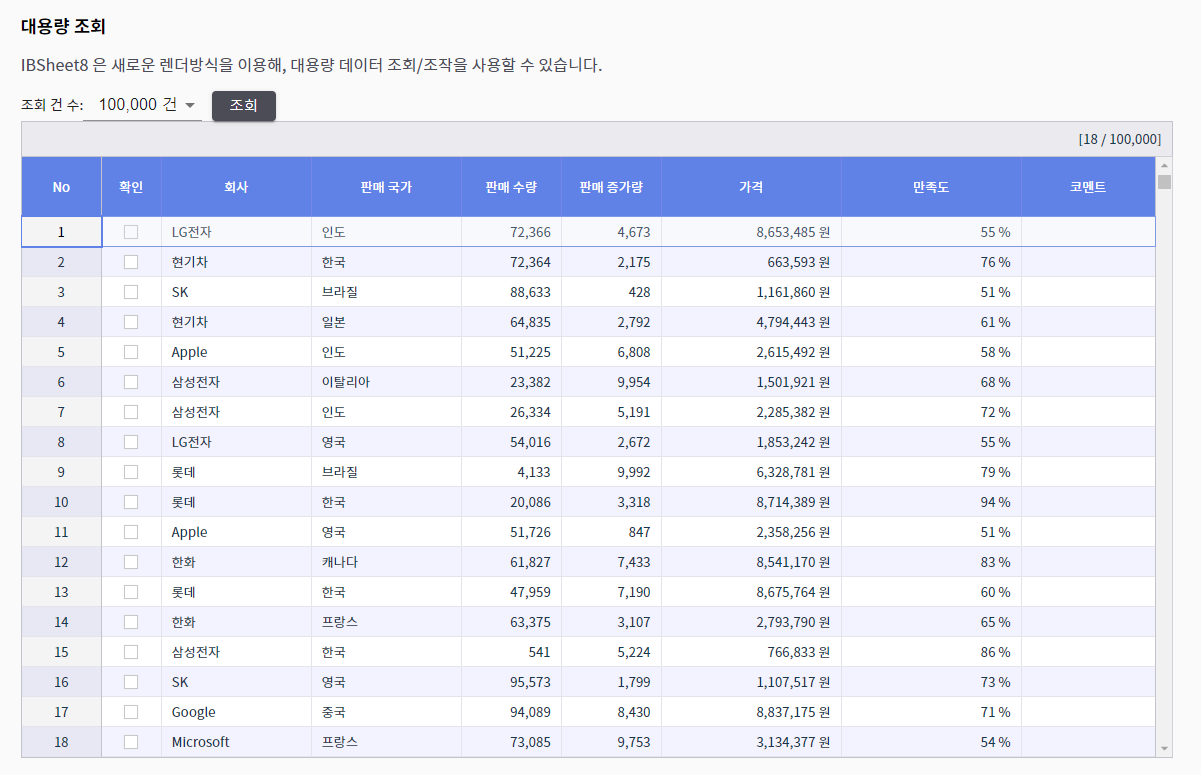 대용량 조회
IBSheet8 은 새로운 렌더방식을 이용해, 대용량 데이터 조회/조작을 사용할 수 있습니다.
조회 건 수: 100,000 건 조회
[18 / 100,000]
No 확인 회사 판매 국가 판매 수량 판매 증가량 가격 만족도 코멘트
1 LG전자 인도 72,366 4,673 8,653,485 원 55 %
2 현기차 한국 72,364 2,175 663,593 원 76 %
3 SK 브라질 88,633 428 1,161,860 원 51 %
4 현기차 일본 64,835 2,792 4,794,443 원 61 %
5 Apple 인도 51,225 6,808 2,615,492 원 58 %
6 삼성전자 이탈리아 23,382 9,954 1,501,921 원 68 %
7 삼성전자 인도 26,334 5,191 2,285,382 원 72 %
8 LG전자 영국 54,016 2,672 1,853,242 원 55 %
9 롯데 브라질 4,133 9,992 6,328,781 원 79 %
10 롯데 한국 20,086 3,318 8,714,389 원 94 %
11 Apple 영국 51,726 847 2,358,256 원 51 %
12 한화 캐나다 61,827 7,433 8,541,170 원 83 %
13 롯데 한국 47,959 7,190 8,675,764 원 60 %
14 한화 프랑스 63,375 3,107 2,793,790 원 65 %
15 삼성전자 한국 541 5,224 766,833 원 86 %
16 SK 영국 95,573 1,799 1,107,517 원 73 %
17 Google 중국 94,089 8,430 8,837,175 원 71 %
18 Microsoft 프랑스 73,085 9,753 3,134,377 원 54 %